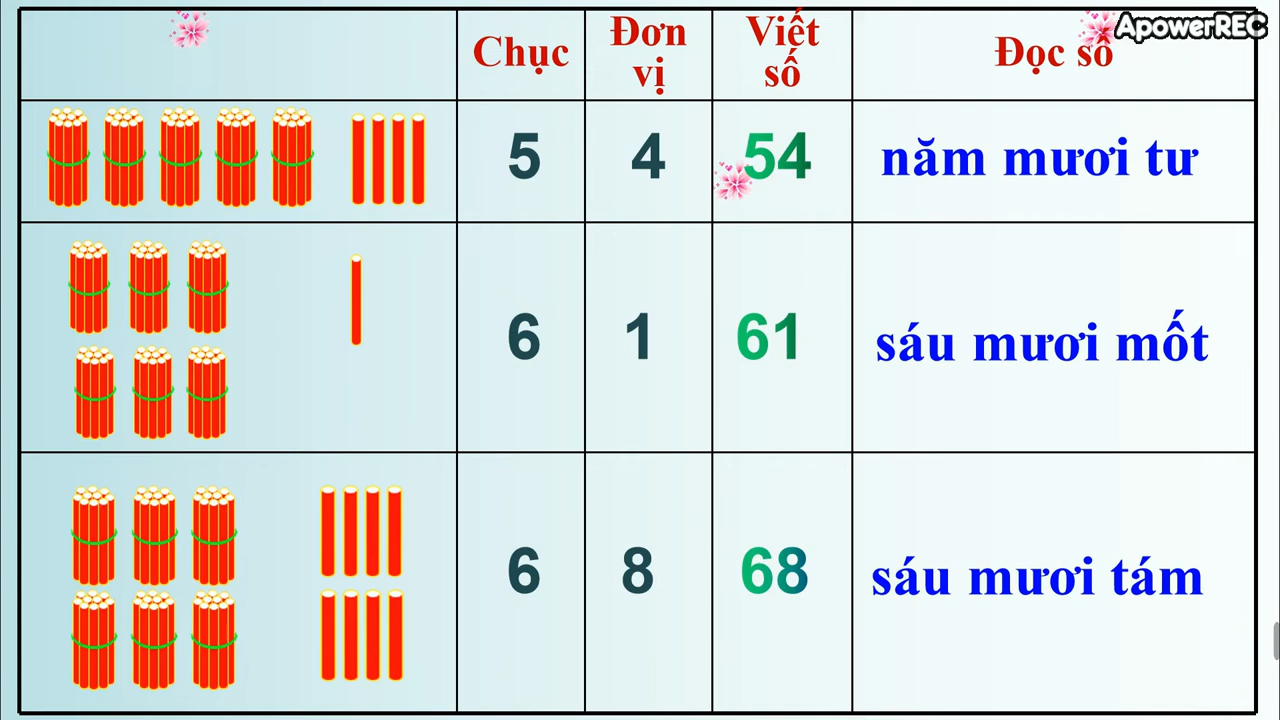 Chục
Đơn vị
Viết số
Đọc số
ApowerREC
5 4 54 năm mươi tư
6 1 61 sáu mươi mốt
6 8 68 sáu mươi tám